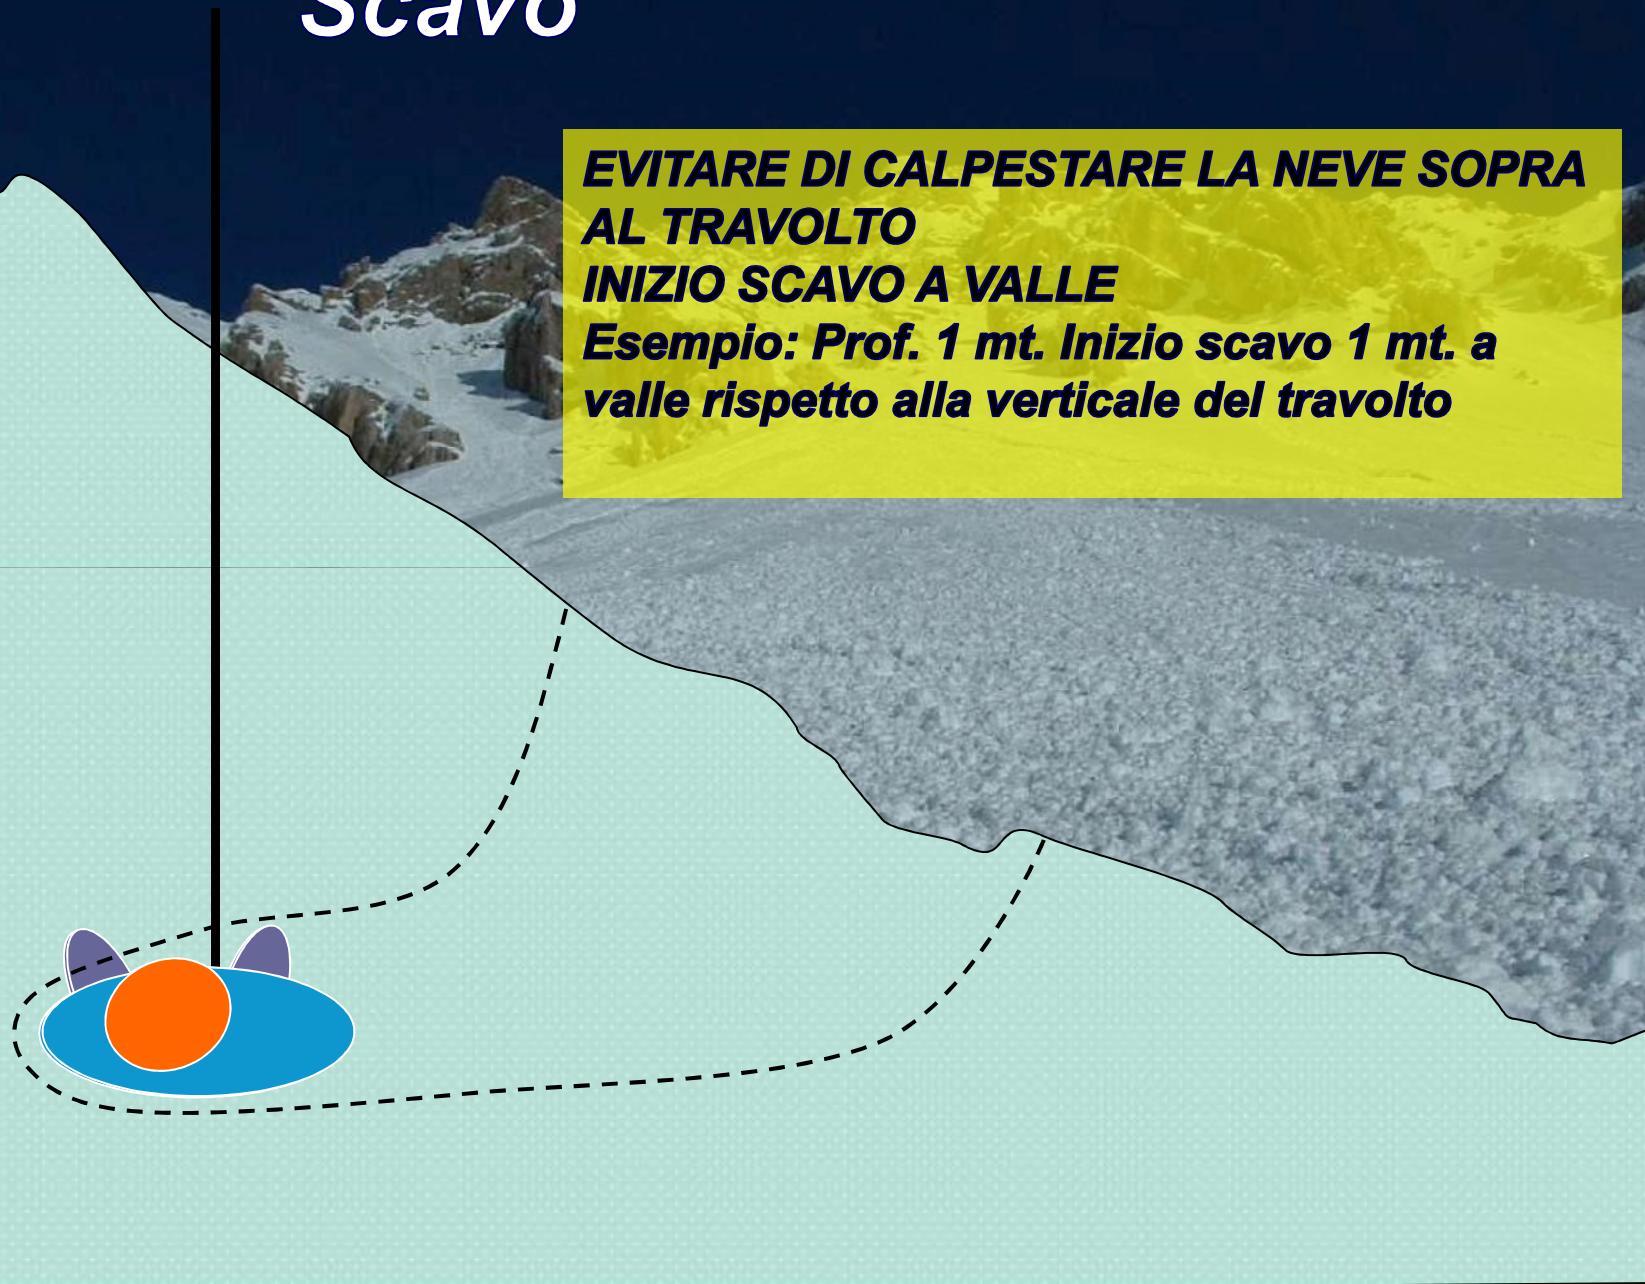 Scavo
EVITARE DI CALPESTARE LA NEVE SOPRA
AL TRAVOLTO
INIZIO SCAVO A VALLE
Esempio: Prof. 1 mt. Inizio scavo 1 mt. a
valle rispetto alla verticale del travolto